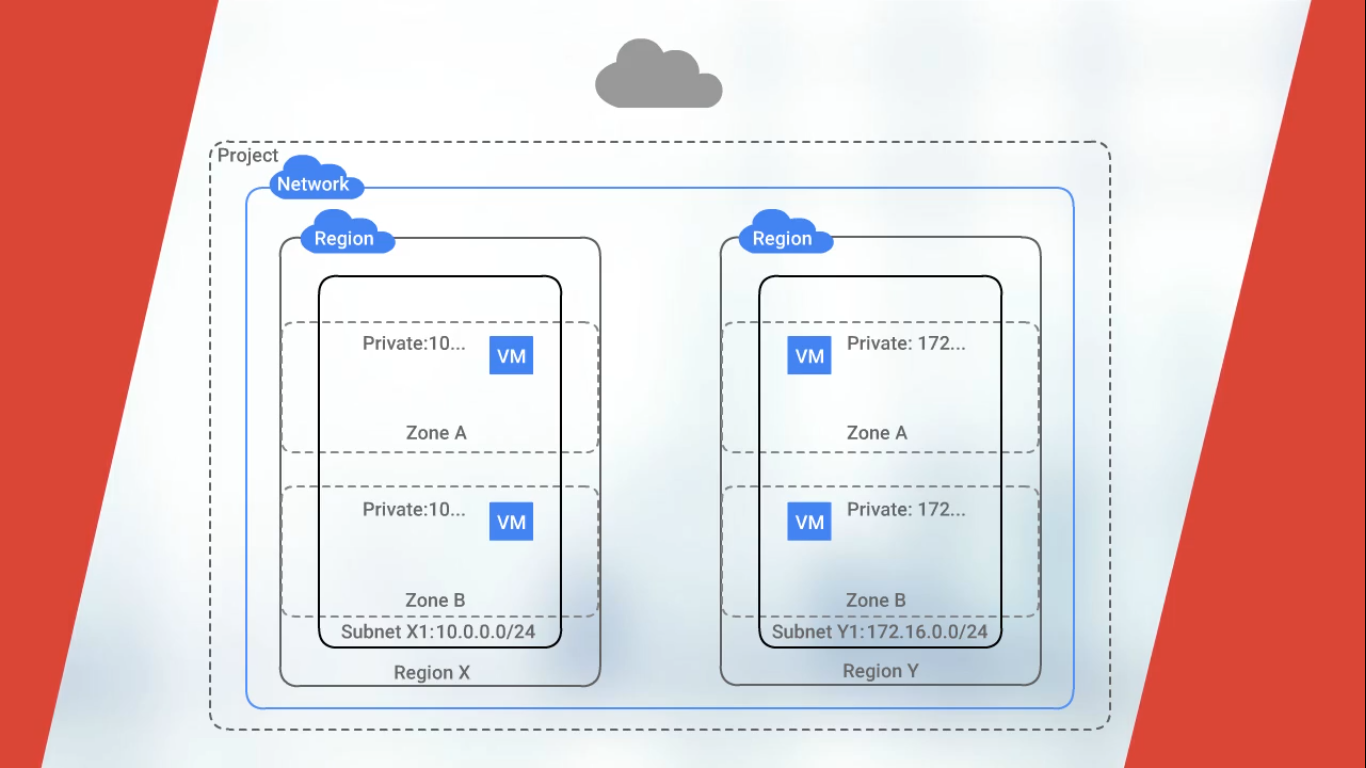 Project
Network
Region
Private:10...
VM
Zone A
Private:10...
VM
Zone B
Subnet X1:10.0.0.0/24
Region X
Region
VM
Private: 172...
Zone A
VM
Private: 172...
Zone B
Subnet Y1:172.16.0.0/24
Region Y